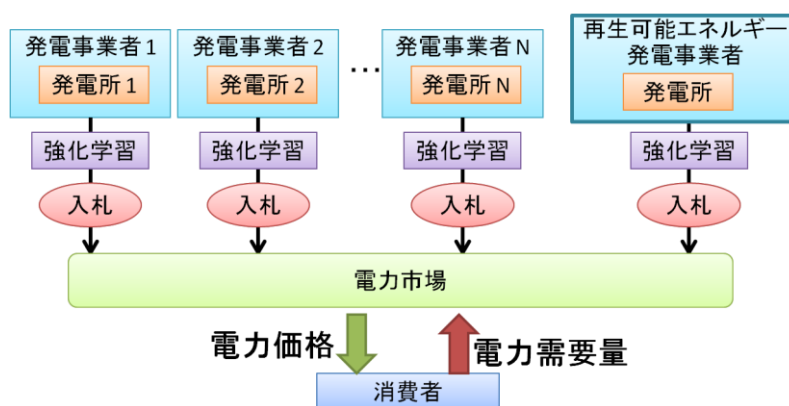 発電事業者1
発電所1
発電事業者2
発電所2
…
発電事業者N
発電所N
再生可能エネルギー
発電事業者
発電所
強化学習
強化学習
強化学習
強化学習
入札
入札
入札
入札
電力市場
電力価格
電力需要量
消費者